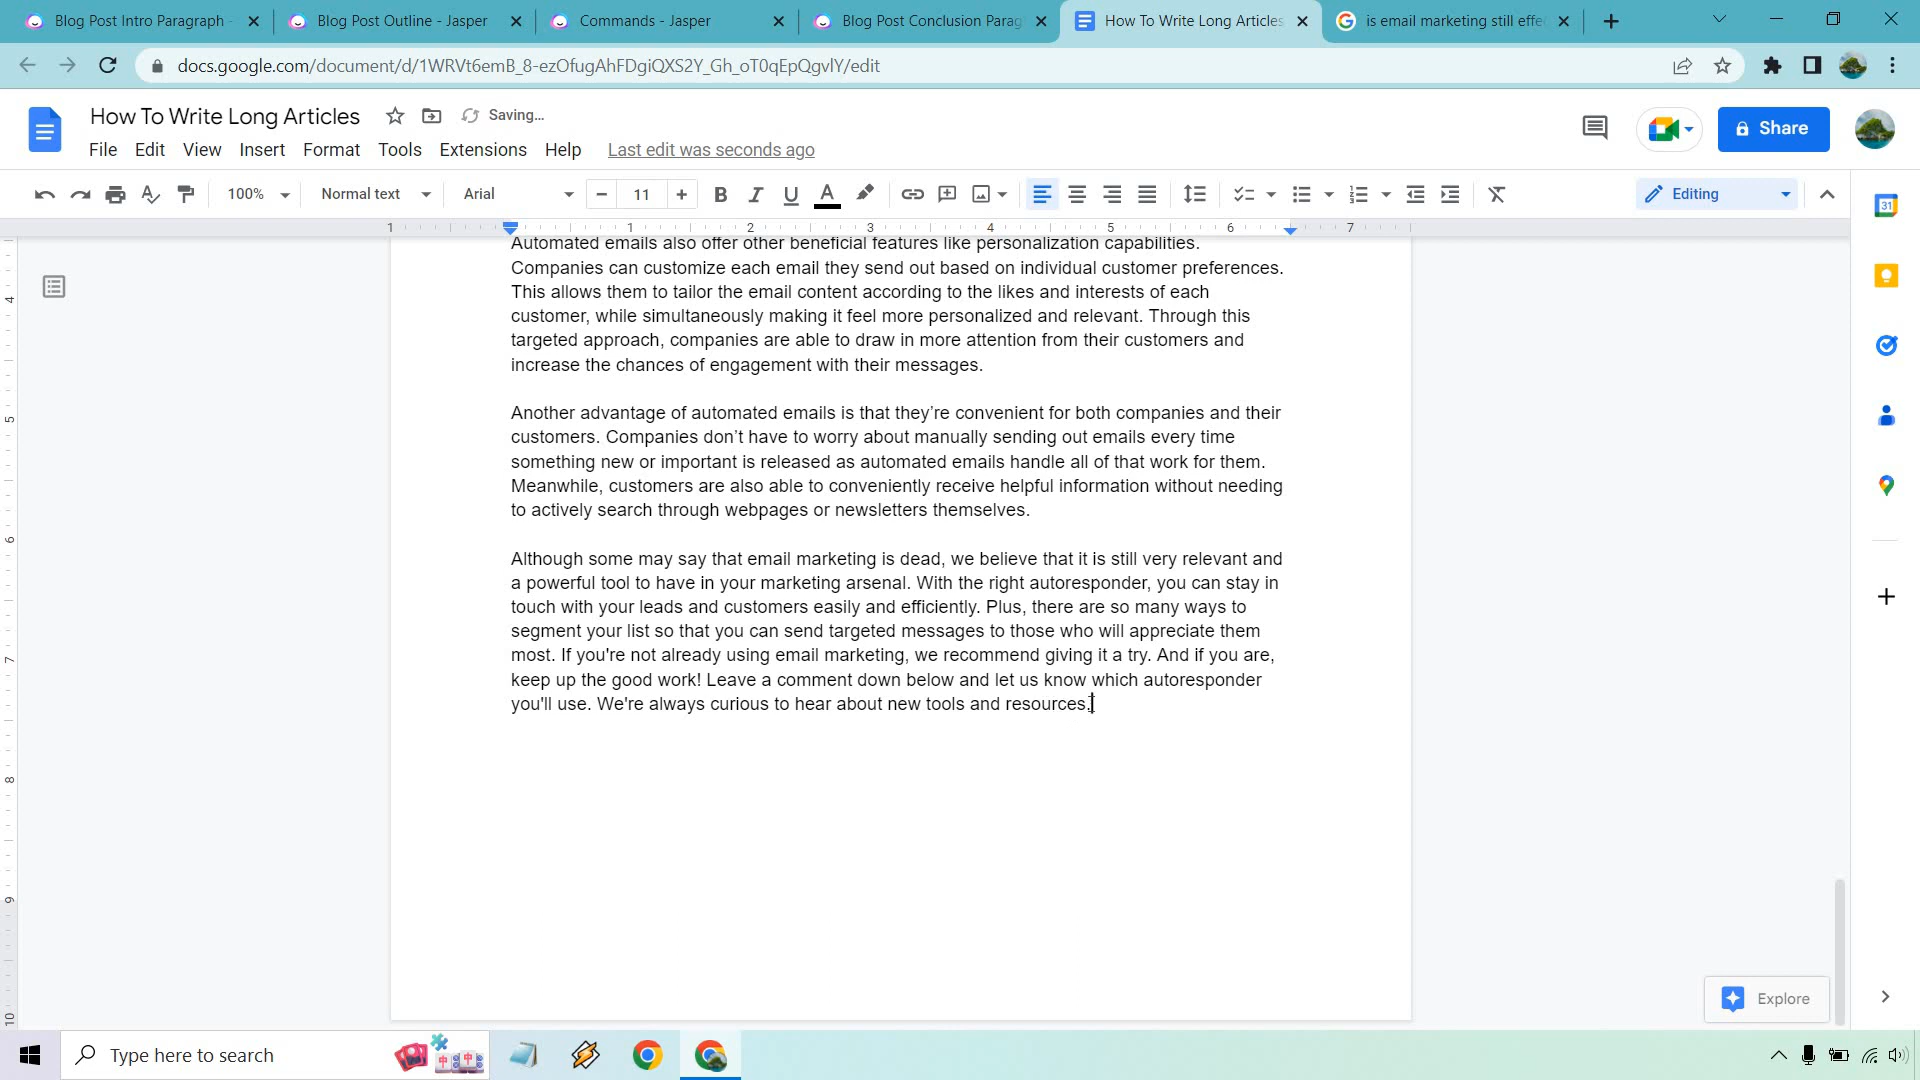 Blog Post Intro Paragraph -
Blog Post Outline - Jasper
Commands - Jasper
Blog Post Conclusion Parag
How To Write Long Articles
is email marketing still effe
docs.google.com/document/d/1WRVt6emB_8-ezOfugAhFDgiQXS2Y_Gh_oT0qEpQgvlY/edit
How To Write Long Articles
Saving...
Share
File Edit View Insert Format Tools Extensions Help Last edit was seconds ago
100% Normal text Arial 11 Editing
1 1 2 3 4 5 6 7
Automated emails also offer other beneficial features like personalization capabilities.
Companies can customize each email they send out based on individual customer preferences.
This allows them to tailor the email content according to the likes and interests of each
customer, while simultaneously making it feel more personalized and relevant. Through this
targeted approach, companies are able to draw in more attention from their customers and
increase the chances of engagement with their messages.
Another advantage of automated emails is that they’re convenient for both companies and their
customers. Companies don’t have to worry about manually sending out emails every time
something new or important is released as automated emails handle all of that work for them.
Meanwhile, customers are also able to conveniently receive helpful information without needing
to actively search through webpages or newsletters themselves.
Although some may say that email marketing is dead, we believe that it is still very relevant and
a powerful tool to have in your marketing arsenal. With the right autoresponder, you can stay in
touch with your leads and customers easily and efficiently. Plus, there are so many ways to
segment your list so that you can send targeted messages to those who will appreciate them
most. If you're not already using email marketing, we recommend giving it a try. And if you are,
keep up the good work! Leave a comment down below and let us know which autoresponder
you'll use. We're always curious to hear about new tools and resources.
4
5
6
7
8
9
10
31
Explore
Type here to search